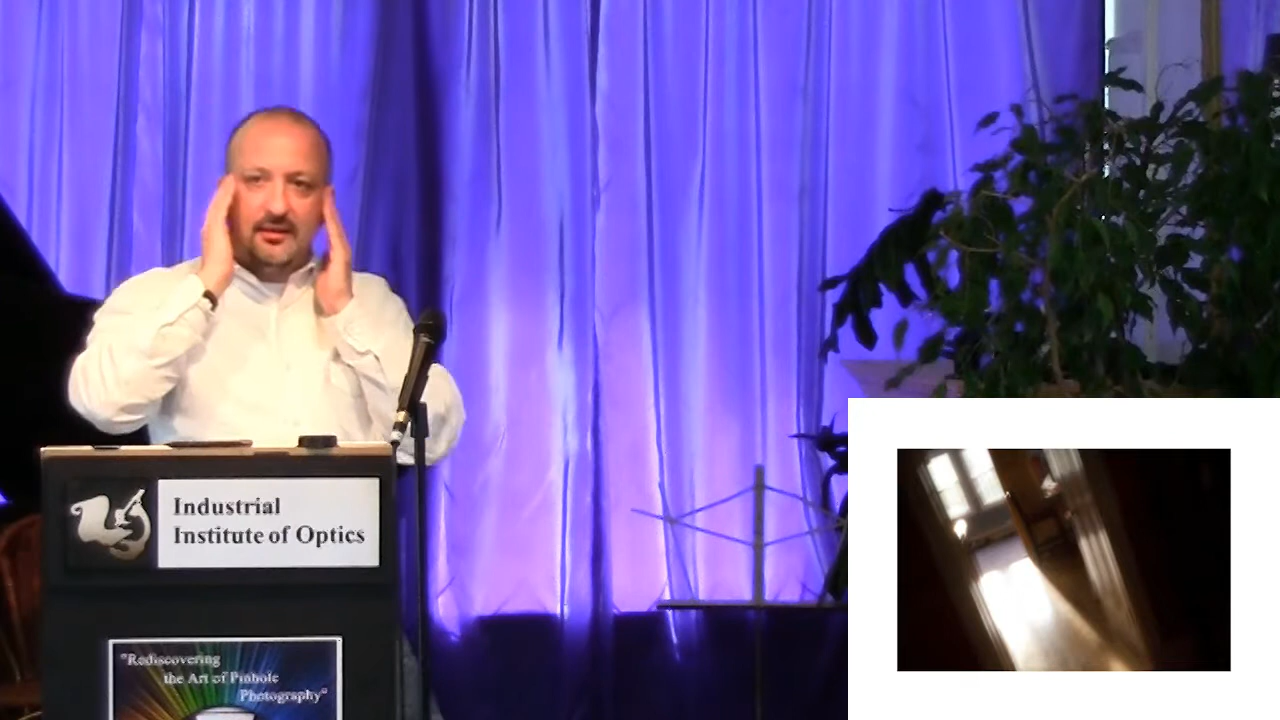 Industrial
Institute of Optics
"Rediscovering
the Art of Pinhole
Photography"